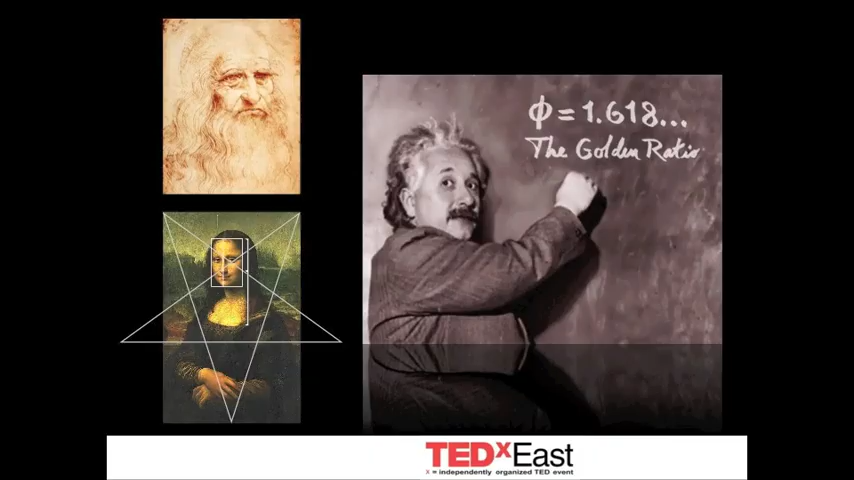 ϕ = 1.618...
The Golden Ratio
TEDxEast
x = independently organized TED event